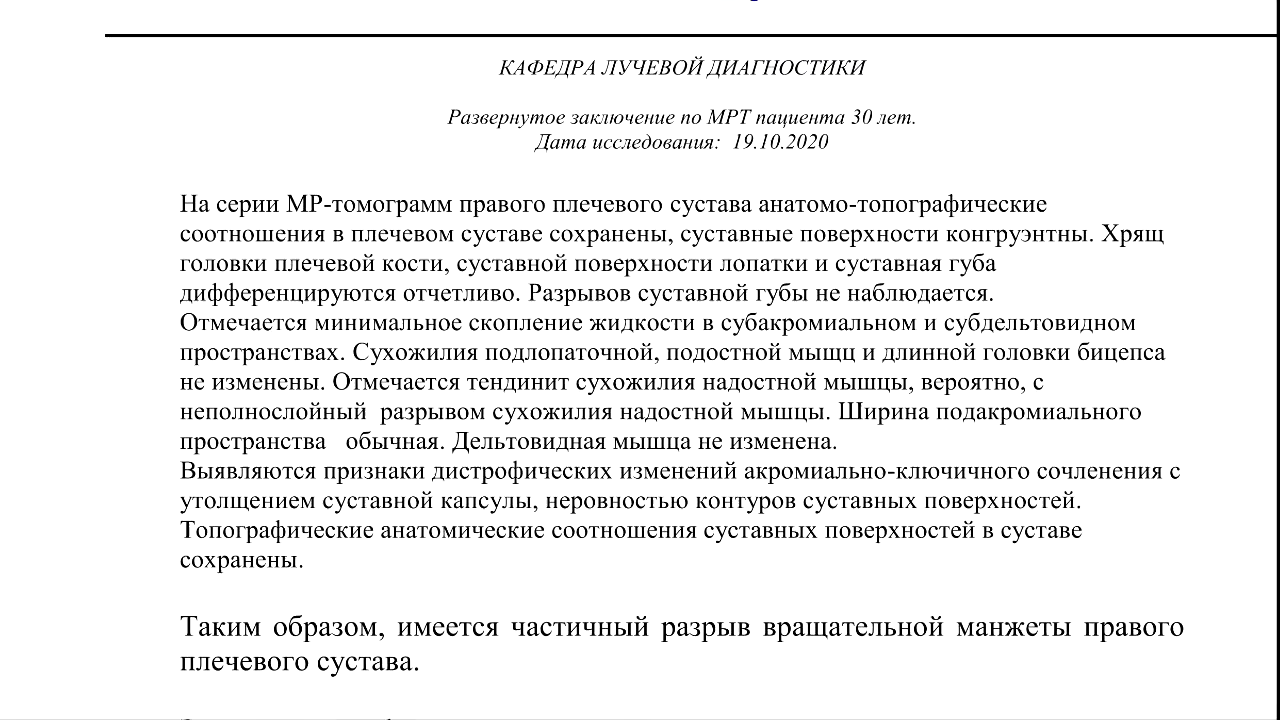 КАФЕДРА ЛУЧЕВОЙ ДИАГНОСТИКИ
Развернутое заключение по МРТ пациента 30 лет.
Дата исследования:  19.10.2020
На серии МР-томограмм правого плечевого сустава анатомо-топографические
соотношения в плечевом суставе сохранены, суставные поверхности конгруэнтны. Хрящ
головки плечевой кости, суставной поверхности лопатки и суставная губа
дифференцируются отчетливо. Разрывов суставной губы не наблюдается.
Отмечается минимальное скопление жидкости в субакромиальном и субдельтовидном
пространствах. Сухожилия подлопаточной, подостной мыщц и длинной головки бицепса
не изменены. Отмечается тендинит сухожилия надостной мышцы, вероятно, с
неполнослойный  разрывом сухожилия надостной мышцы. Ширина подакромиального
пространства   обычная. Дельтовидная мышца не изменена.
Выявляются признаки дистрофических изменений акромиально-ключичного сочленения с
утолщением суставной капсулы, неровностью контуров суставных поверхностей.
Топографические анатомические соотношения суставных поверхностей в суставе
сохранены.
Таким образом, имеется частичный разрыв вращательной манжеты правого
плечевого сустава.